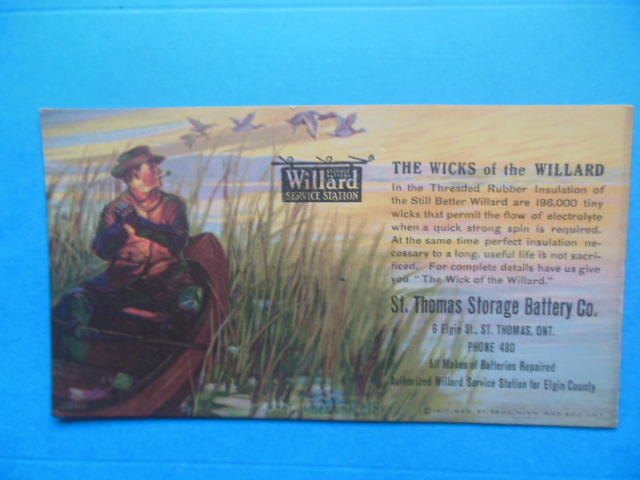 Willard
STORAGE
BATTERY
SERVICE STATION
THE WICKS of the WILLARD
In the Threaded Rubber Insulation of
the Still Better Willard are 196,000 tiny
wicks that permit the flow of electrolyte
when a quick strong spin is required.
At the same time perfect insulation ne-
cessary to a long, useful life is not sacri-
ficed. For complete details have us give
you "The Wick of the Willard."
St. Thomas Storage Battery Co.
6 Elgin St., ST. THOMAS, ONT.
PHONE 480
All Makes of Batteries Repaired
Authorized Willard Service Station for Elgin County